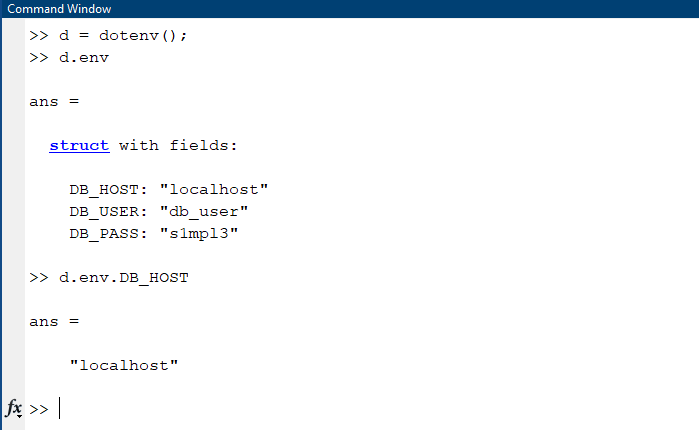 Command Window
>> d = dotenv();
>> d.env
ans =
struct with fields:
DB_HOST: "localhost"
DB_USER: "db_user"
DB_PASS: "s1mpl3"
>> d.env.DB_HOST
ans =
"localhost"
fx >>